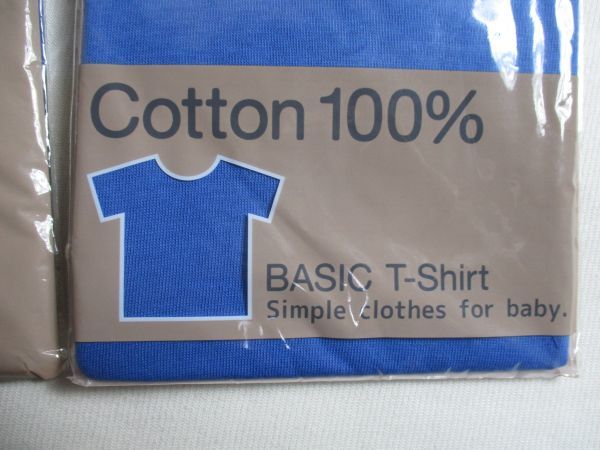 Cotton 100%
BASIC T-Shirt
Simple clothes for baby.